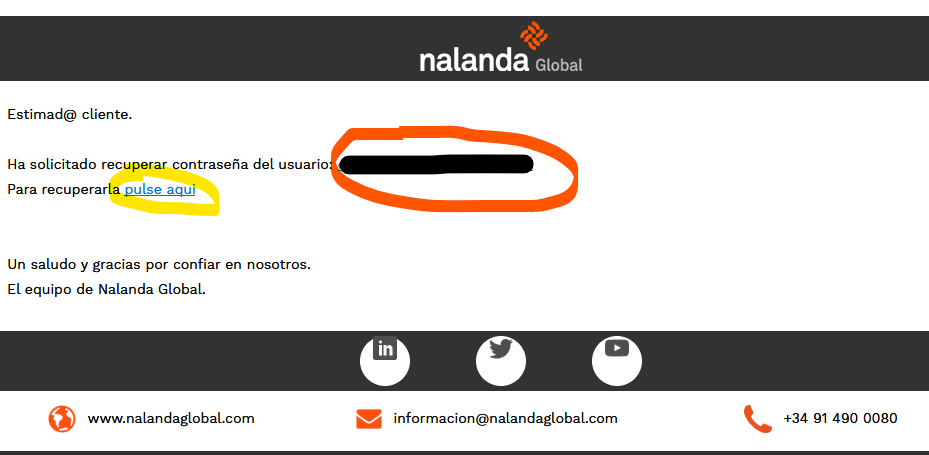 nalanda Global
Estimad@ cliente.
Ha solicitado recuperar contraseña del usuario:
Para recuperarla pulse aqui
Un saludo y gracias por confiar en nosotros.
El equipo de Nalanda Global.
in
www.nalandaglobal.com
informacion@nalandaglobal.com
+34 91 490 0080